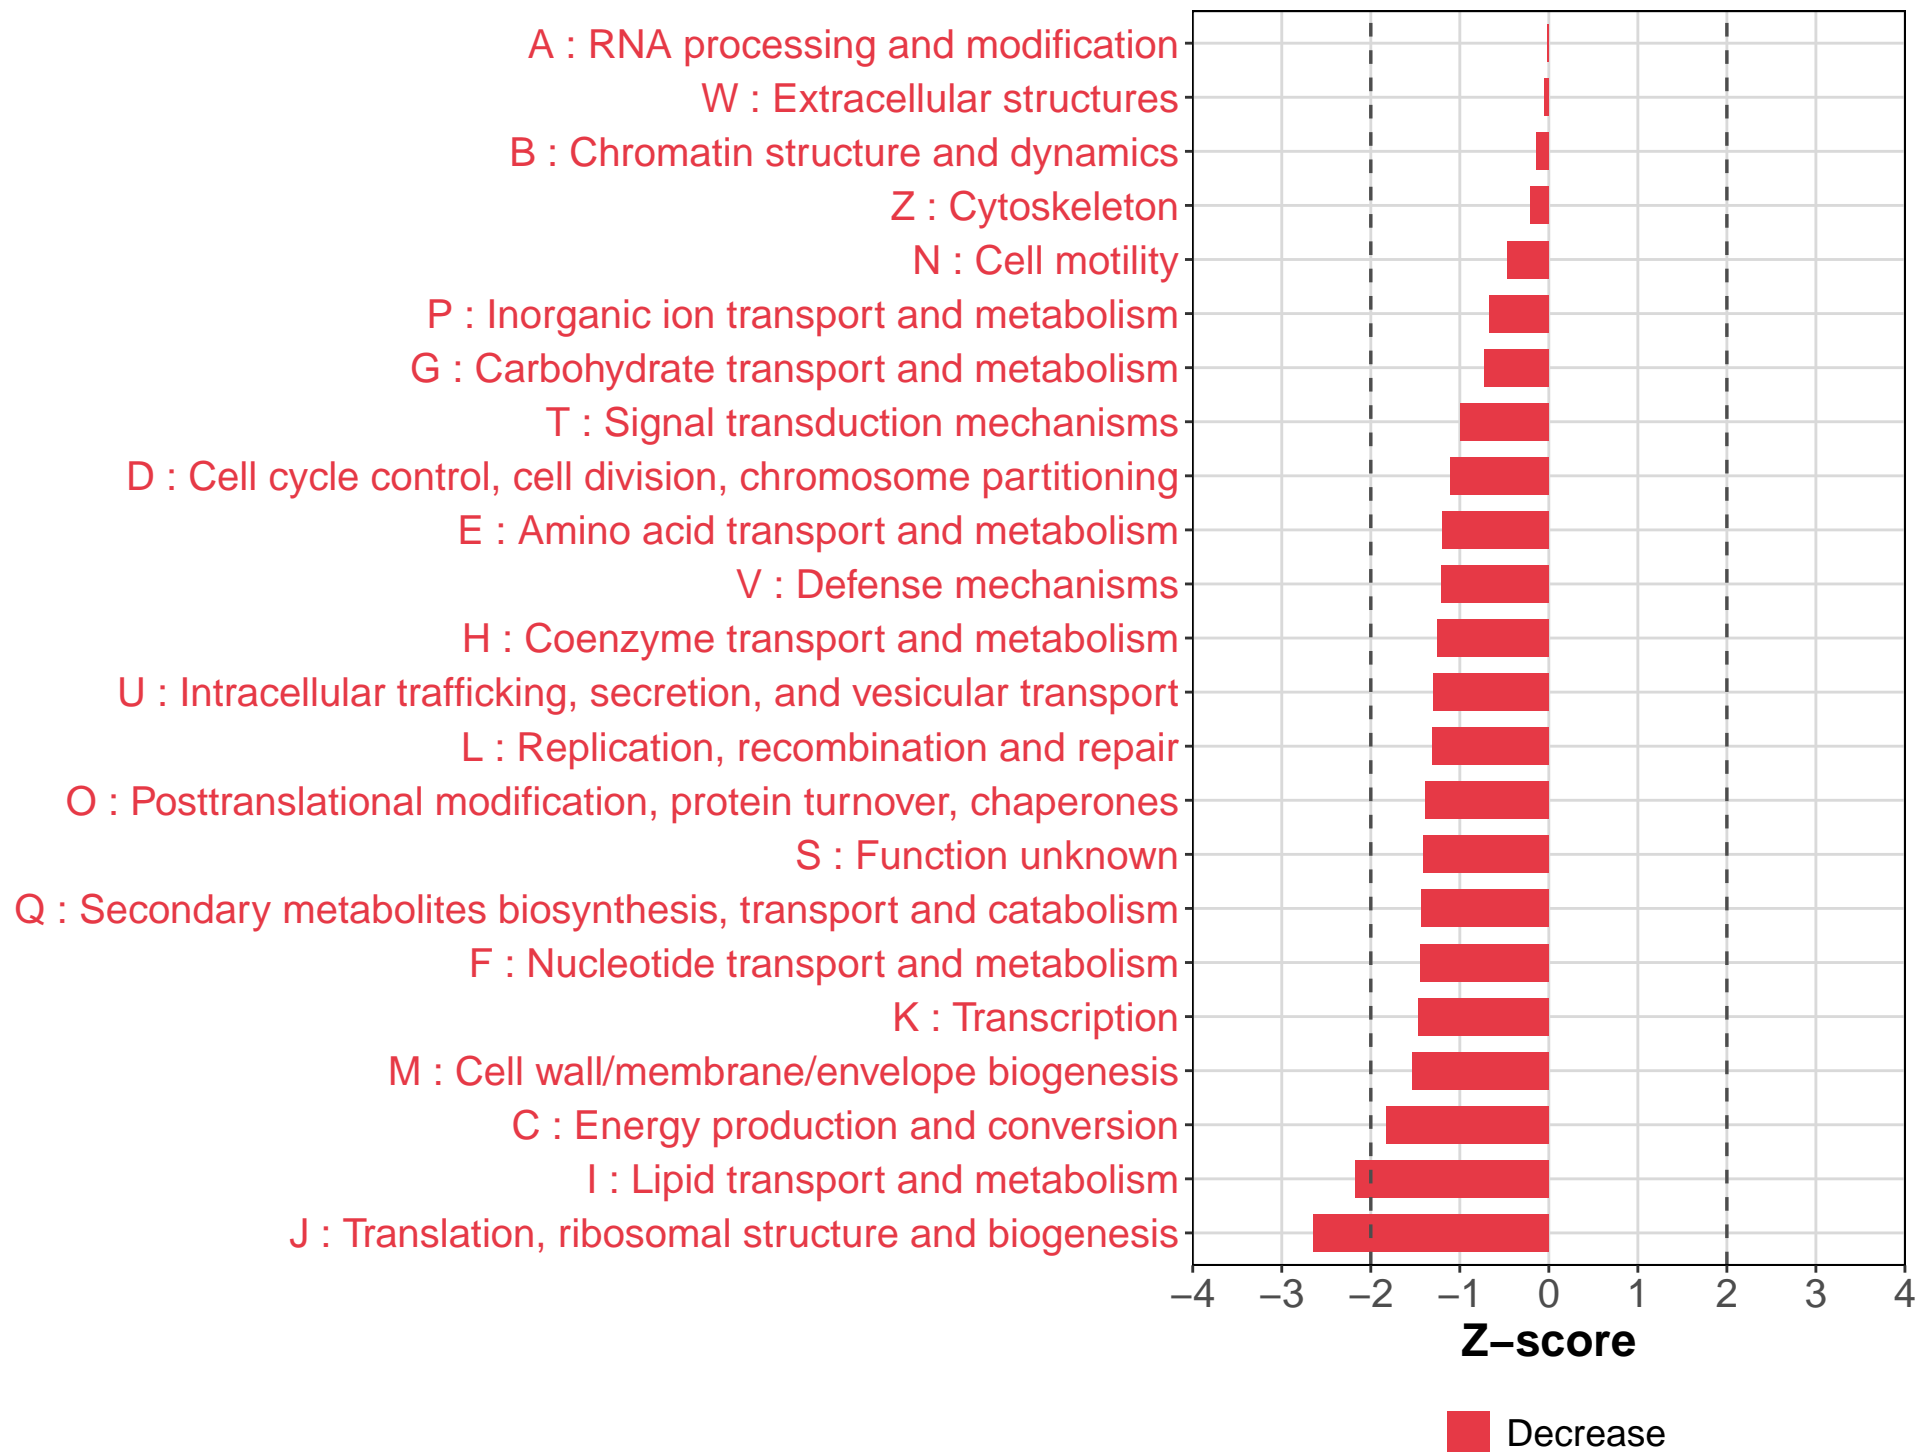 A : RNA processing and modification
W : Extracellular structures
B : Chromatin structure and dynamics
Z : Cytoskeleton
N : Cell motility
P : Inorganic ion transport and metabolism
G : Carbohydrate transport and metabolism
T : Signal transduction mechanisms
D : Cell cycle control, cell division, chromosome partitioning
E : Amino acid transport and metabolism
V : Defense mechanisms
H : Coenzyme transport and metabolism
U : Intracellular trafficking, secretion, and vesicular transport
L : Replication, recombination and repair
O : Posttranslational modification, protein turnover, chaperones
S : Function unknown
Q : Secondary metabolites biosynthesis, transport and catabolism
F : Nucleotide transport and metabolism
K : Transcription
M : Cell wall/membrane/envelope biogenesis
C : Energy production and conversion
I : Lipid transport and metabolism
J : Translation, ribosomal structure and biogenesis
−4 −3 −2 −1 0 1 2 3 4
Z−score
Decrease